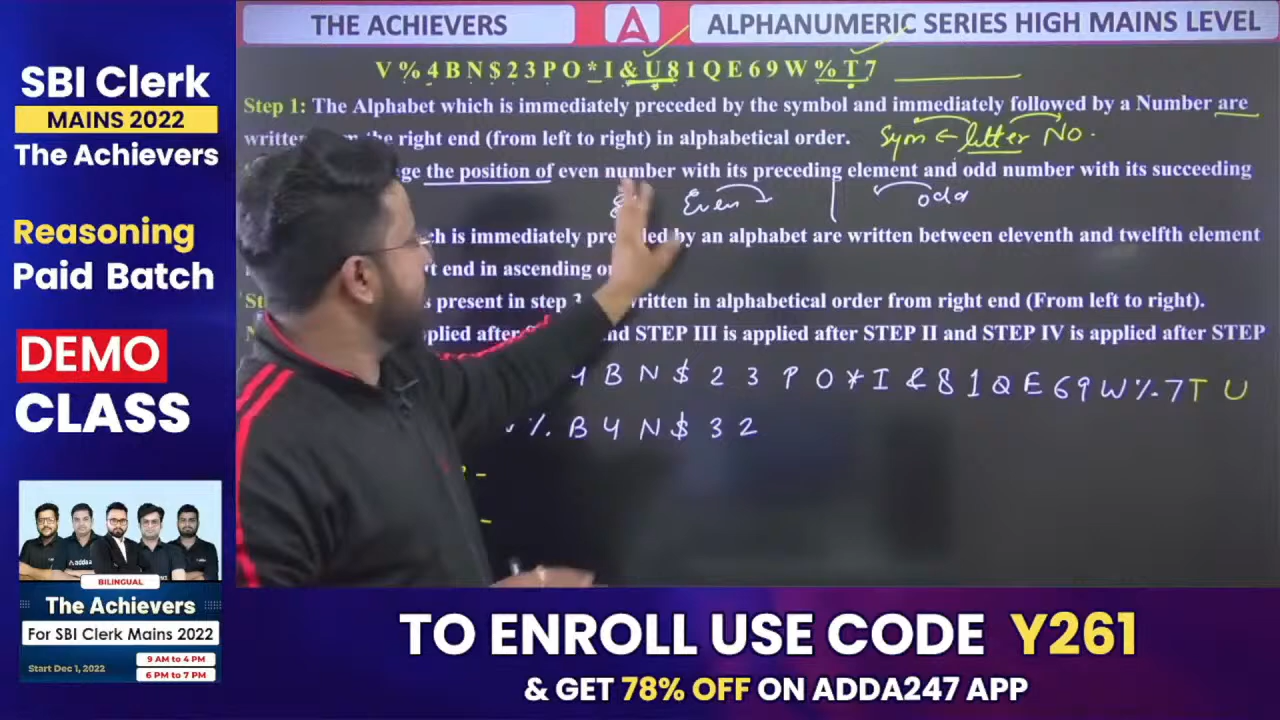 THE ACHIEVERS
ALPHANUMERIC SERIES HIGH MAINS LEVEL
V % 4 B N $ 2 3 P O * I & U 8 1 Q E 6 9 W % T 7
Step 1: The Alphabet which is immediately preceded by the symbol and immediately followed by a Number are
written the right end (from left to right) in alphabetical order.
Sym ← litter No.
the position of even number with its preceding element and odd number with its succeeding
Even
odd
is immediately by an alphabet are written between eleventh and twelfth element
end in ascending
present in step in alphabetical order from right end (From left to right).
after STEP III is applied after STEP II and STEP IV is applied after STEP
4 B N $ 2 3 P O * I & 8 1 Q E 6 9 W % 7 T U
% B 4 N $ 3 2
SBI Clerk
MAINS 2022
The Achievers
Reasoning
Paid Batch
DEMO
CLASS
BILINGUAL
The Achievers
For SBI Clerk Mains 2022
Start Dec 1, 2022
9 AM to 4 PM
6 PM to 7 PM
TO ENROLL USE CODE Y261
& GET 78% OFF ON ADDA247 APP